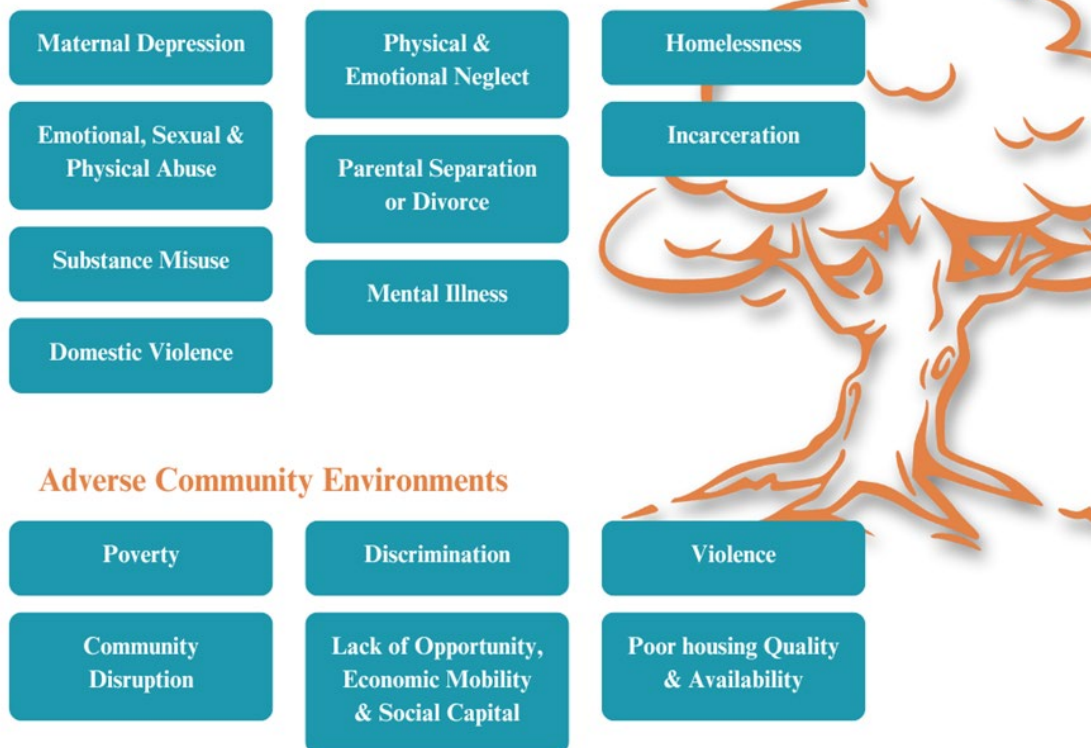 Maternal Depression
Emotional, Sexual &
Physical Abuse
Substance Misuse
Domestic Violence
Physical &
Emotional Neglect
Parental Separation
or Divorce
Mental Illness
Homelessness
Incarceration
Adverse Community Environments
Poverty
Discrimination
Violence
Community
Disruption
Lack of Opportunity,
Economic Mobility
& Social Capital
Poor housing Quality
& Availability